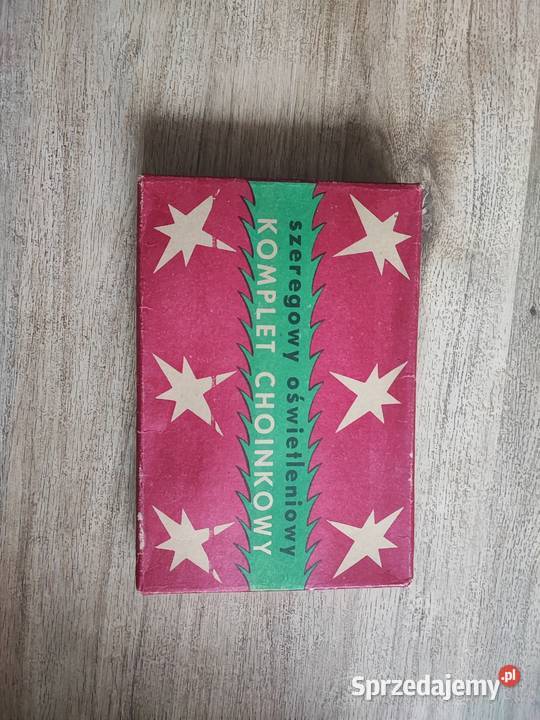 szeregowy oświetleniowy
KOMPLET CHOINKOWY
Sprzedajemy.pl